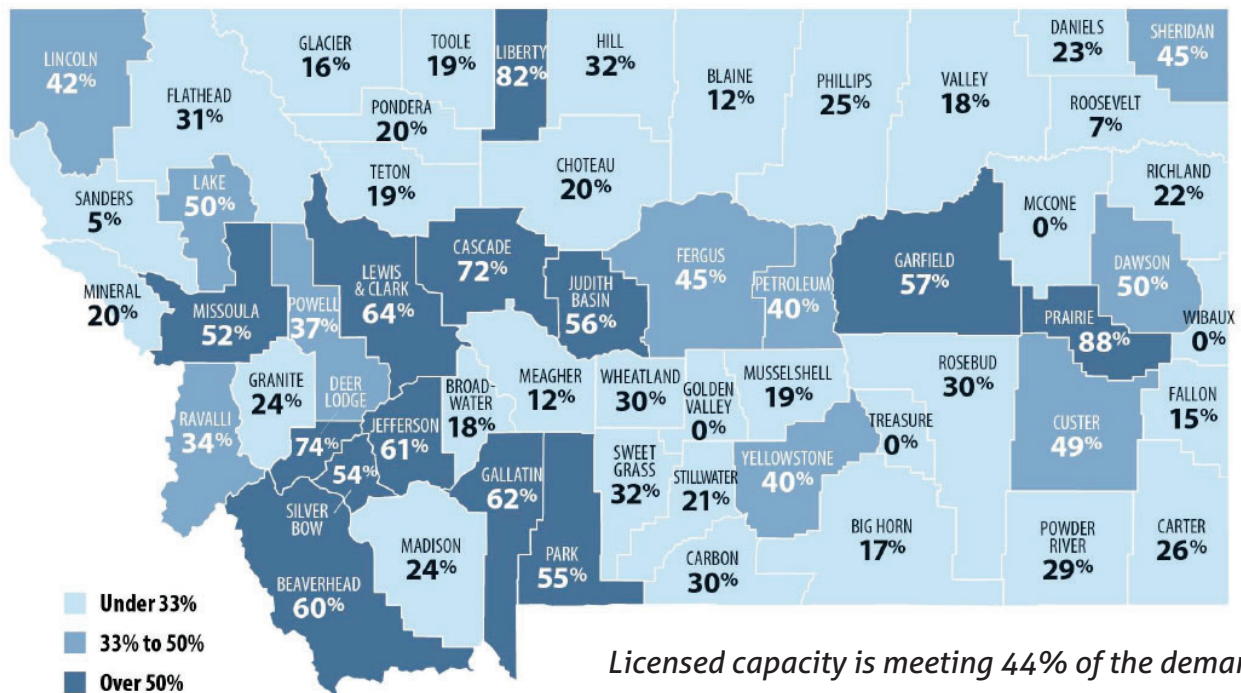 LINCOLN
42%
FLATHEAD
31%
GLACIER
16%
TOOLE
19%
LIBERTY
82%
HILL
32%
BLAINE
12%
PHILLIPS
25%
VALLEY
18%
DANIELS
23%
SHERIDAN
45%
ROOSEVELT
7%
PONDERA
20%
TETON
19%
CHOTEAU
20%
RICHLAND
22%
MCCONE
0%
SANDERS
5%
LAKE
50%
CASCADE
72%
JUDITH
BASIN
56%
FERGUS
45%
PETROLEUM
40%
GARFIELD
57%
DAWSON
50%
MINERAL
20%
MISSOULA
52%
POWELL
37%
LEWIS
& CLARK
64%
PRAIRIE
88%
WIBAUX
0%
GRANITE
24%
DEER
LODGE
74%
JEFFERSON
61%
BROAD-
WATER
18%
MEAGHER
12%
WHEATLAND
30%
GOLDEN
VALLEY
0%
MUSSELSHELL
19%
ROSEBUD
30%
TREASURE
0%
CUSTER
49%
FALLON
15%
RAVALLI
34%
54%
SILVER
BOW
GALLATIN
62%
SWEET
GRASS
32%
STILLWATER
21%
YELLOWSTONE
40%
BIG HORN
17%
POWDER
RIVER
29%
CARTER
26%
MADISON
24%
PARK
55%
CARBON
30%
BEAVERHEAD
60%
Under 33%
33% to 50%
Over 50%
Licensed capacity is meeting 44% of the deman